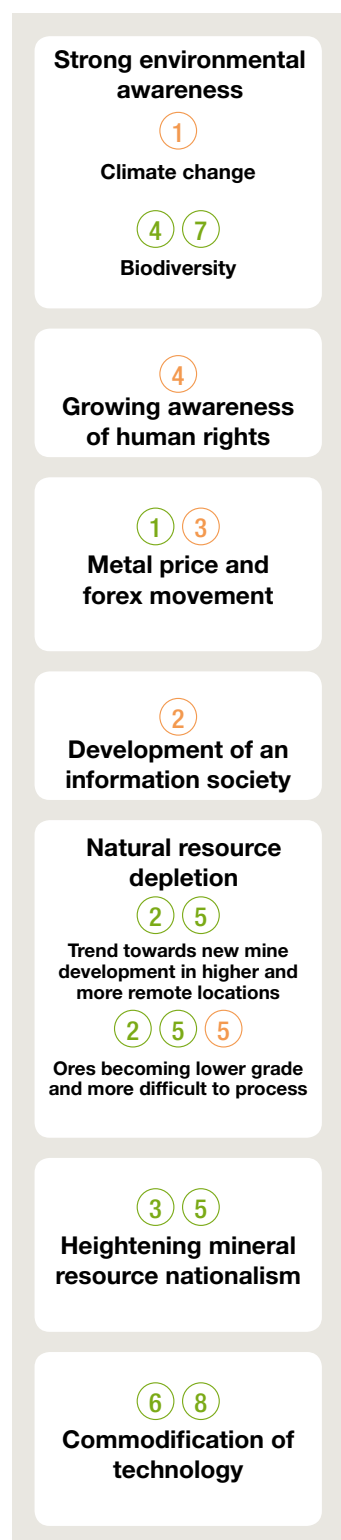 Strong environmental
awareness
1
Climate change
4 7
Biodiversity
4
Growing awareness
of human rights
1 3
Metal price and
forex movement
2
Development of an
information society
Natural resource
depletion
2 5
Trend towards new mine
development in higher and
more remote locations
2 5 5
Ores becoming lower grade
and more difficult to process
3 5
Heightening mineral
resource nationalism
6 8
Commodification of
technology